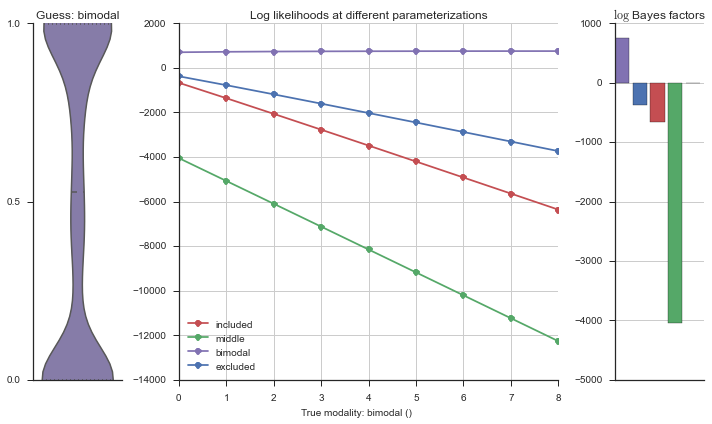 Guess: bimodal
1.0
0.5
0.0
Log likelihoods at different parameterizations
2000
0
−2000
−4000
−6000
−8000
−10000
−12000
−14000
included
middle
bimodal
excluded
0 1 2 3 4 5 6 7 8
True modality: bimodal ()
log Bayes factors
1000
0
−1000
−2000
−3000
−4000
−5000